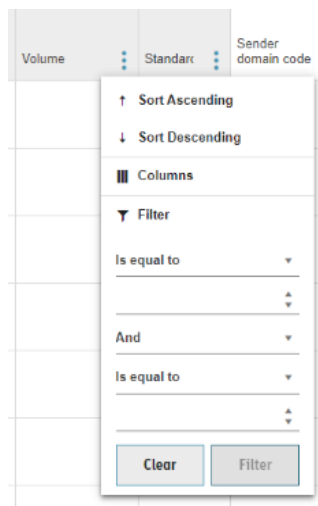 Volume
Standard
Sender
domain code
Sort Ascending
Sort Descending
Columns
Filter
Is equal to
And
Is equal to
Clear
Filter